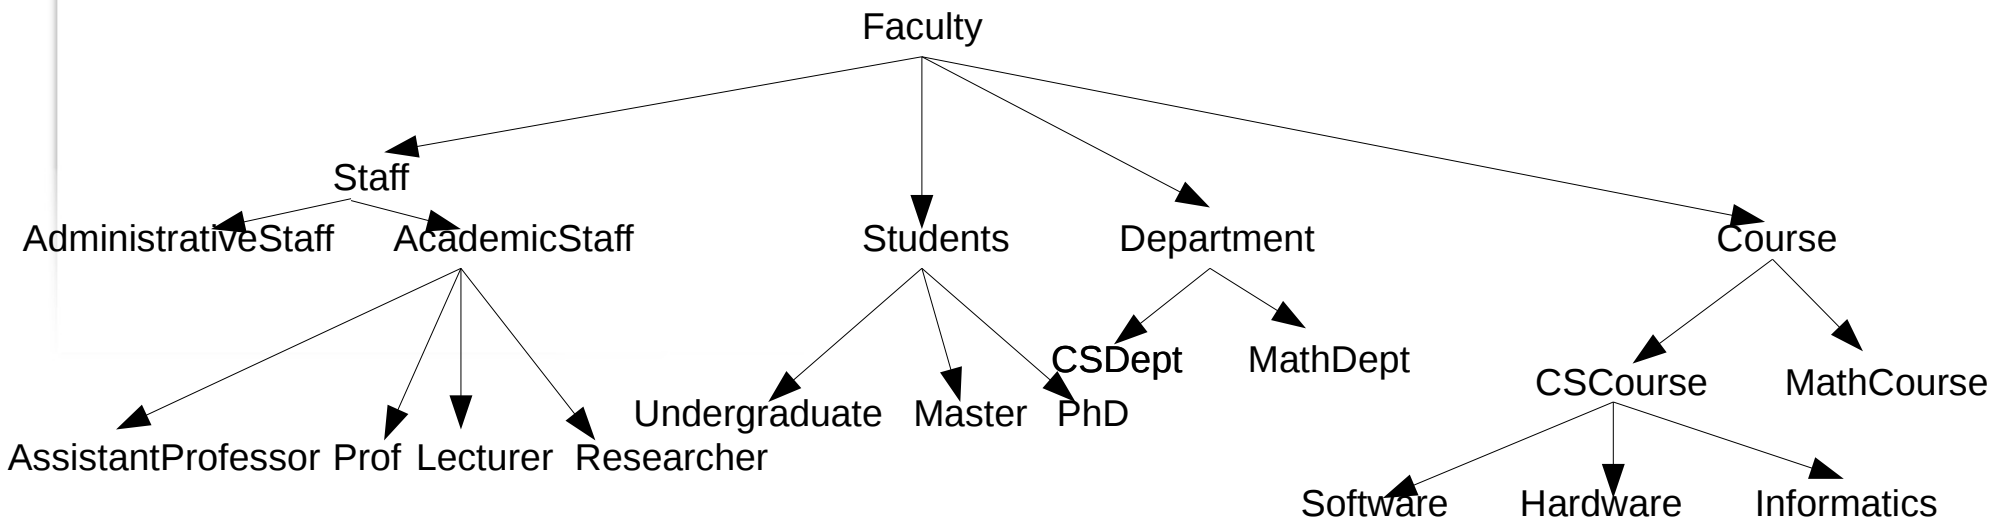 Faculty
Staff
AdministrativeStaff AcademicStaff Students Department Course
CSDept MathDept
CSCourse MathCourse
Undergraduate Master PhD
AssistantProfessor Prof Lecturer Researcher
Software Hardware Informatics